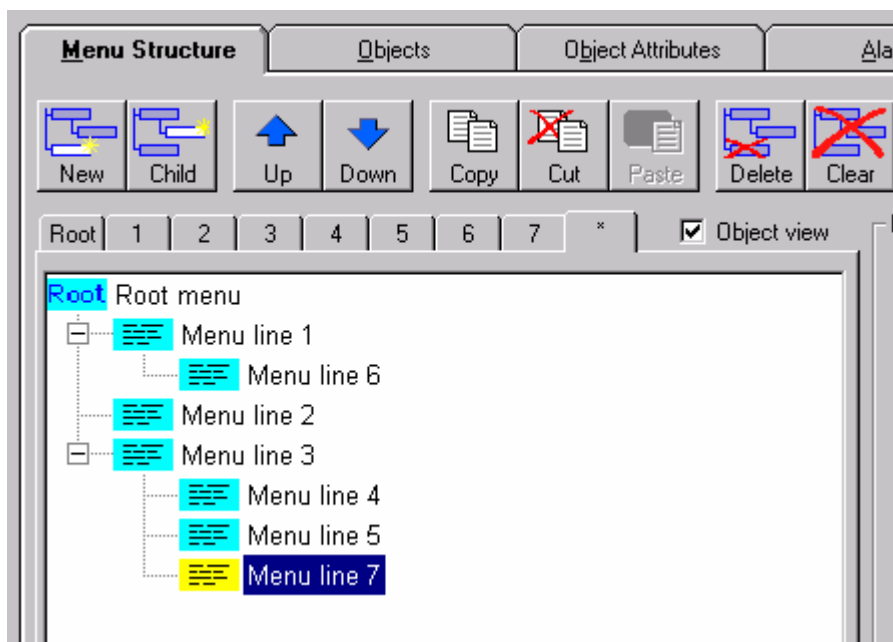 Menu Structure Objects Object Attributes
New Child Up Down Copy Cut Paste Delete Clear
Root 1 2 3 4 5 6 7 * Object view
Root Root menu
Menu line 1
Menu line 6
Menu line 2
Menu line 3
Menu line 4
Menu line 5
Menu line 7